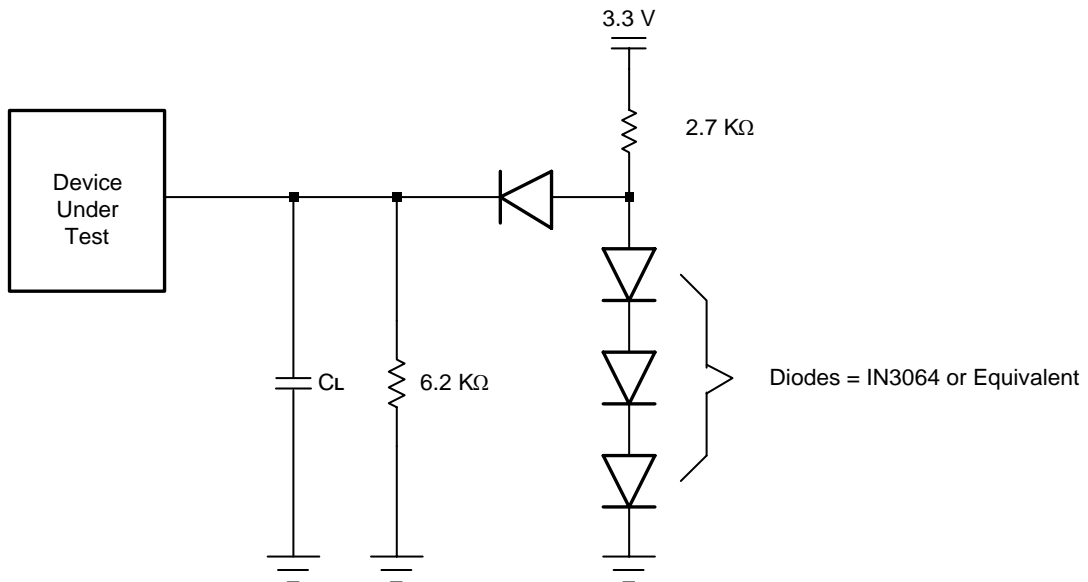 3.3 V
2.7 KΩ
Device
Under
Test
CL
6.2 KΩ
Diodes = IN3064 or Equivalent